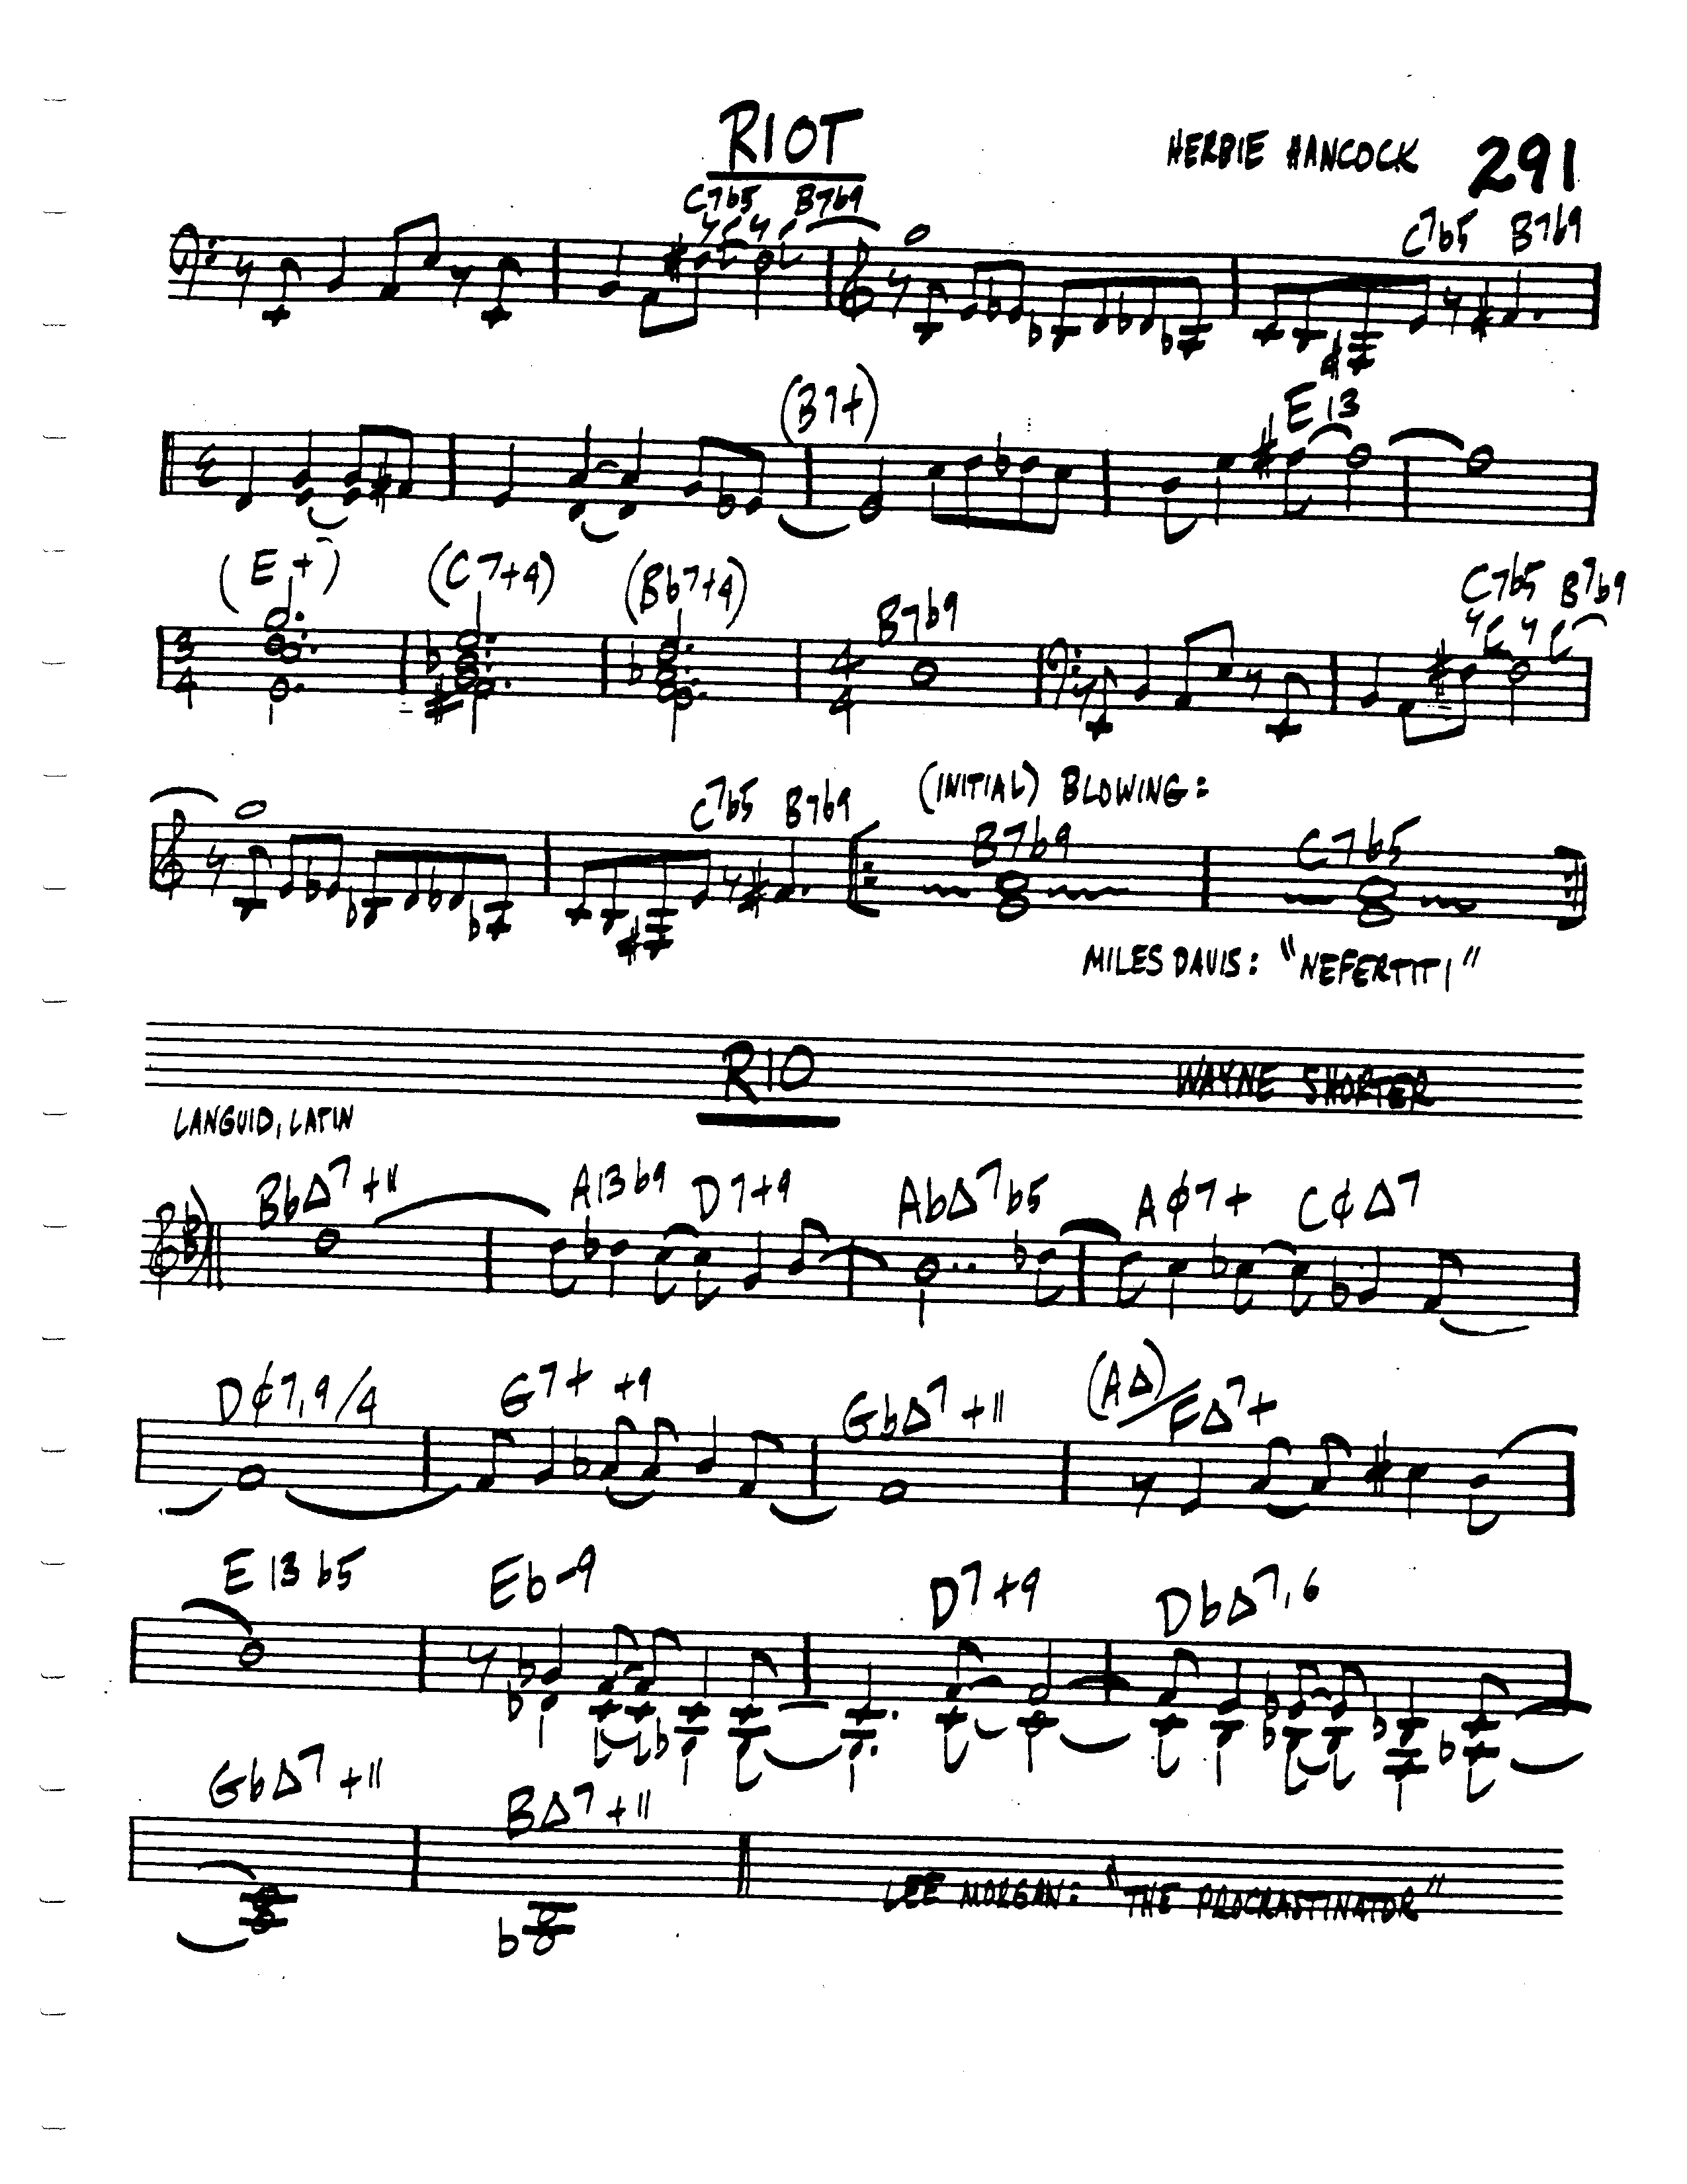 RIOT
HERBIE HANCOCK 291
C7b5 B7b9 C7b5 B7b9
(B7+) E13
(E+) (C7+4) (Bb7+4) B7b9 C7b5 B7b9
3 4 4 4
(INITIAL) BLOWING:
C7b5 B7b9 B7b9 C7b5
MILES DAVIS: "NEFERTITI"
RIO
WAYNE SHORTER
LANGUID, LATIN
BbΔ7+11 A13b9 D7+9 AbΔ7b5 Aø7+ CøΔ7
Dø7,9/4 G7+ +9 GbΔ7+11 (AΔ)/FΔ7+
E13b5 Eb-9 D7+9 DbΔ7,6
GbΔ7+11 BΔ7+11
LEE MORGAN: "THE PROCRASTINATOR"